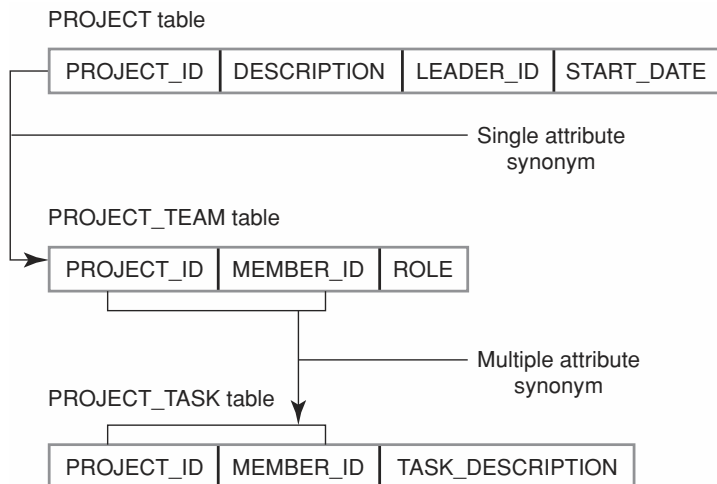 PROJECT table
PROJECT_ID DESCRIPTION LEADER_ID START_DATE
Single attribute
synonym
PROJECT_TEAM table
PROJECT_ID MEMBER_ID ROLE
Multiple attribute
synonym
PROJECT_TASK table
PROJECT_ID MEMBER_ID TASK_DESCRIPTION